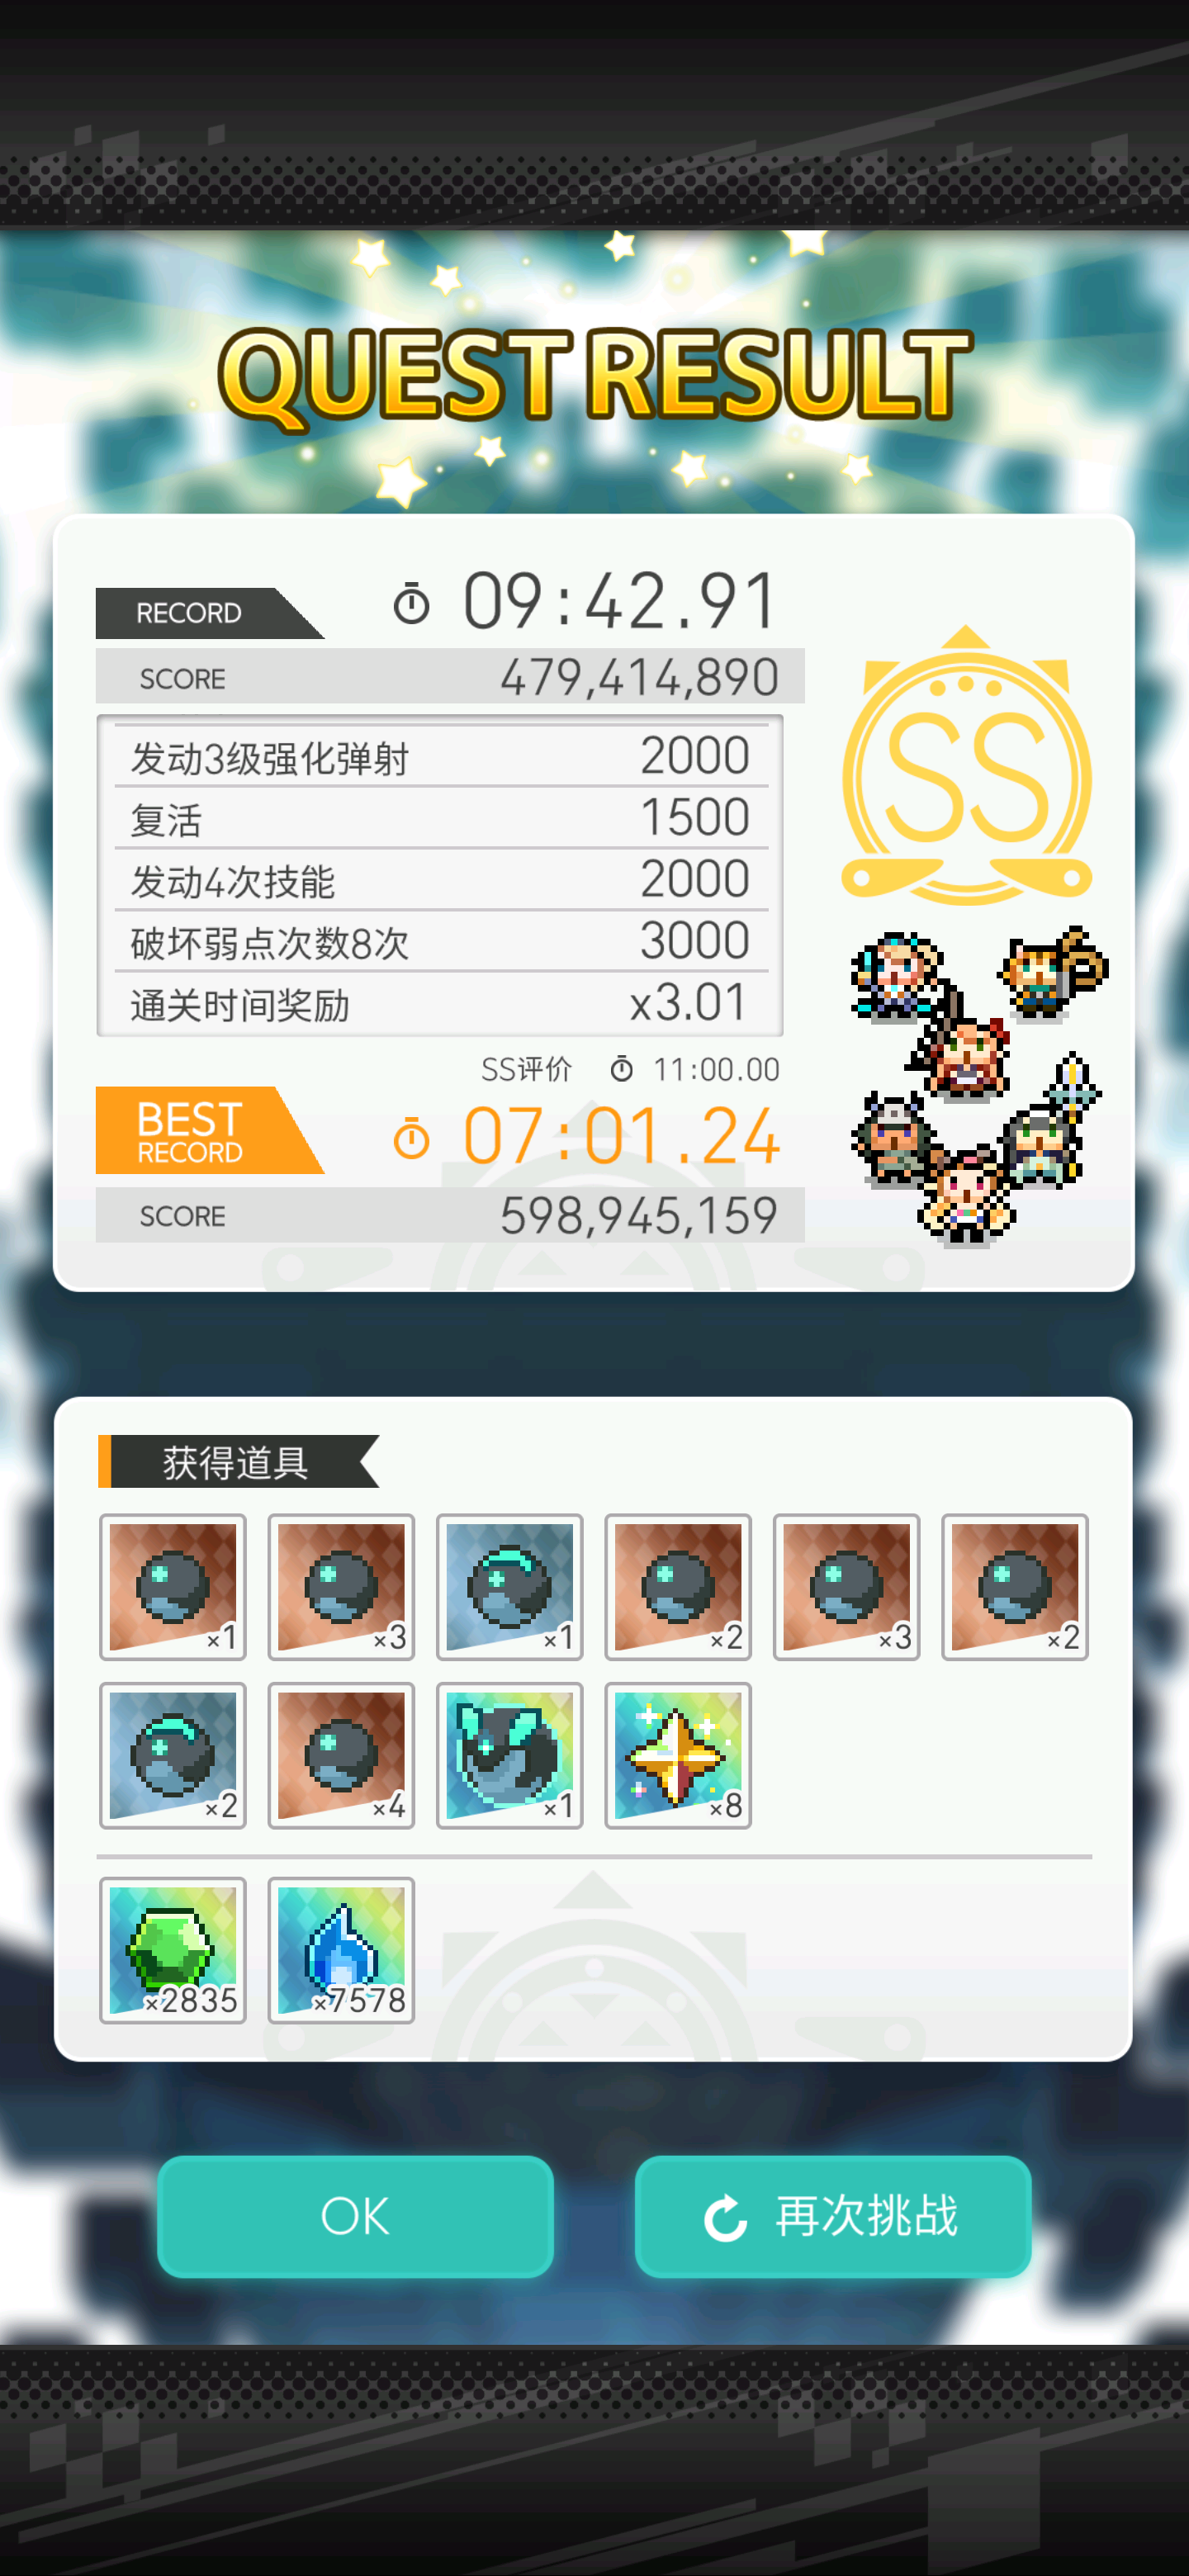 QUEST RESULT
RECORD 09:42.91
SCORE 479,414,890
发动3级强化弹射 2000
复活 1500
发动4次技能 2000
破坏弱点次数8次 3000
通关时间奖励 x3.01
SS
SS评价 11:00.00
BEST RECORD 07:01.24
SCORE 598,945,159
获得道具
×1 ×3 ×1 ×2 ×3 ×2
×2 ×4 ×1 ×8
×2835 ×7578
OK 再次挑战